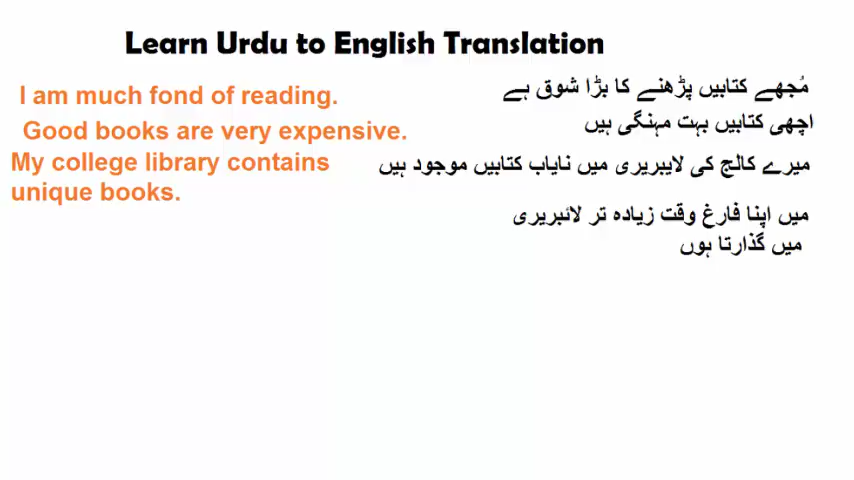 Learn Urdu to English Translation
I am much fond of reading.
مُجھے کتابیں پڑھنے کا بڑا شوق ہے
Good books are very expensive.
اچھی کتابیں بہت مہنگی ہیں
My college library contains
unique books.
میرے کالج کی لایبریری میں نایاب کتابیں موجود ہیں
میں اپنا فارغ وقت زیادہ تر لائبریری
میں گذارتا ہوں